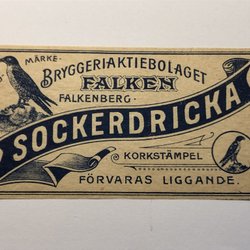 MÄRKE
BRYGGERIAKTIEBOLAGET
FALKEN
FALKENBERG.
SOCKERDRICKA
KORKSTÄMPEL
FÖRVARAS LIGGANDE.